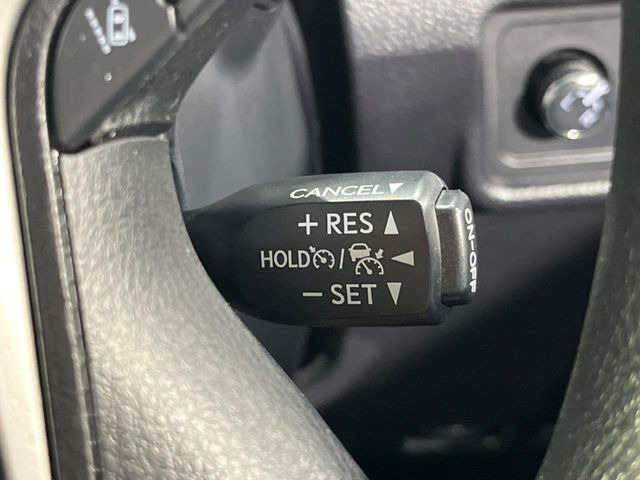 CANCEL▼
+ RES ▲
HOLD / ◀
− SET ▼
ON-OFF